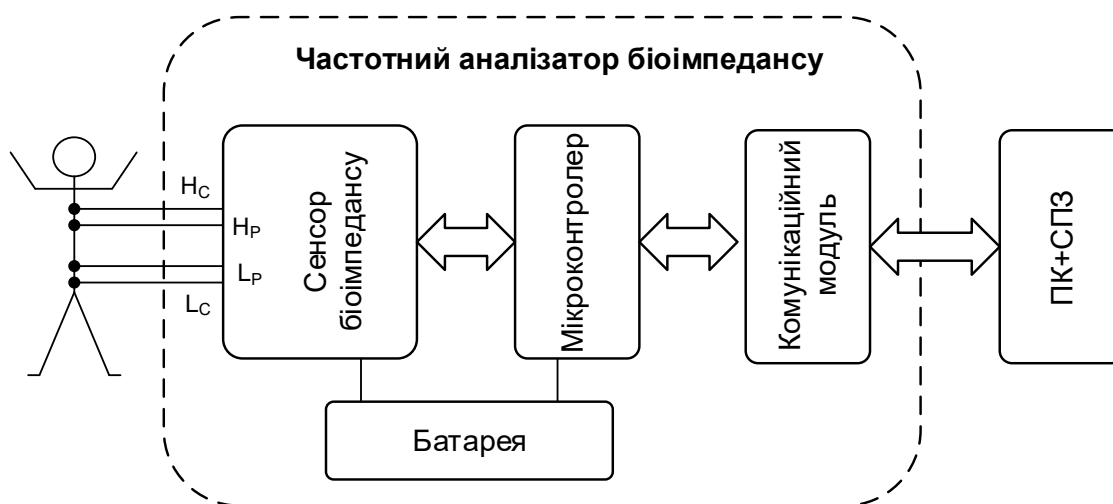 Частотний аналізатор біоімпедансу
HC
HP
LP
LC
Сенсор
біоімпедансу
Мікроконтролер
Комунікаційний
модуль
ПК+СПЗ
Батарея